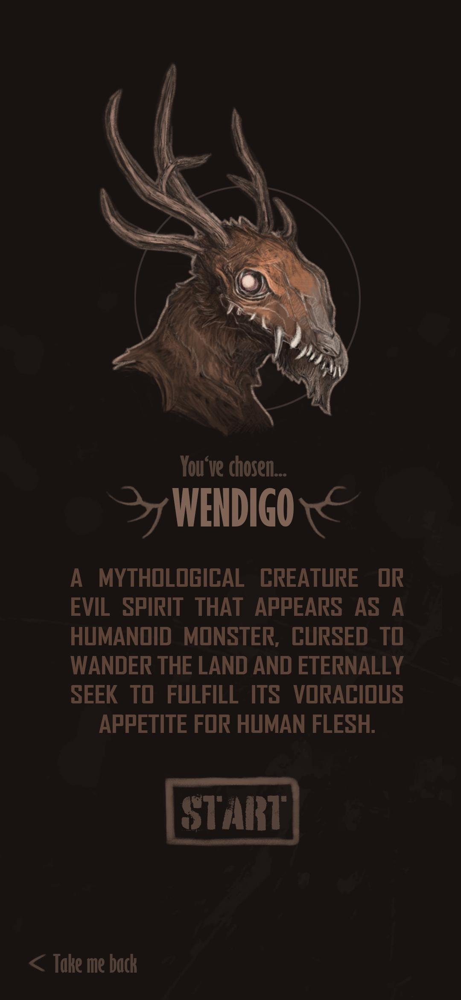 You‘ve chosen...
WENDIGO
A MYTHOLOGICAL CREATURE OR
EVIL SPIRIT THAT APPEARS AS A
HUMANOID MONSTER, CURSED TO
WANDER THE LAND AND ETERNALLY
SEEK TO FULFILL ITS VORACIOUS
APPETITE FOR HUMAN FLESH.
START
< Take me back